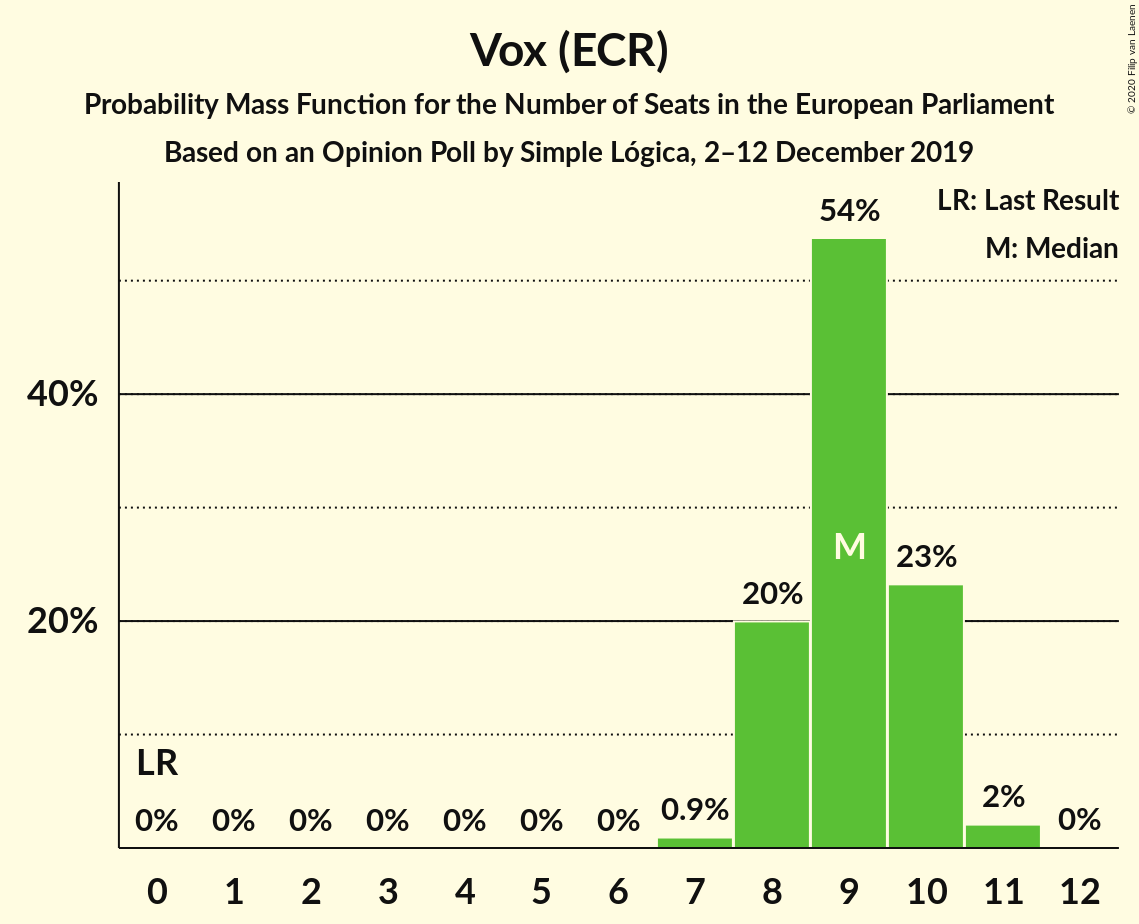 Vox (ECR)
Probability Mass Function for the Number of Seats in the European Parliament
Based on an Opinion Poll by Simple Lógica, 2–12 December 2019
© 2020 Filip van Laenen
LR: Last Result
M: Median
54%
40%
M
23%
20%
20%
LR
0% 0% 0% 0% 0% 0% 0% 0.9% 2% 0%
0 1 2 3 4 5 6 7 8 9 10 11 12